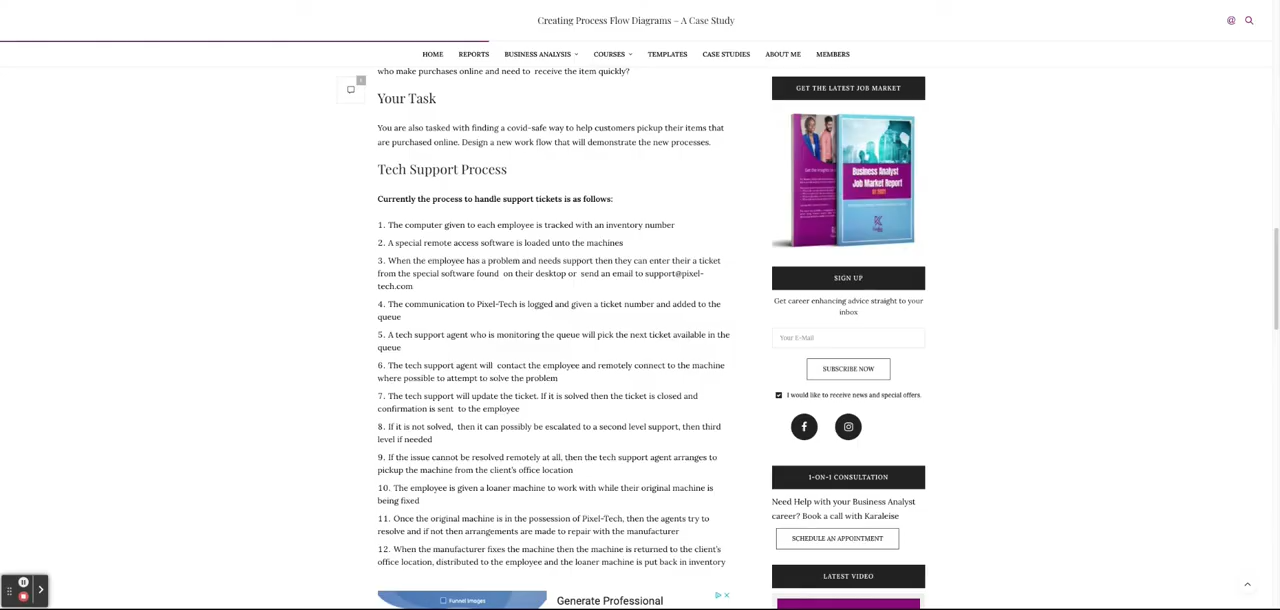 Creating Process Flow Diagrams – A Case Study
@
HOME
REPORTS
BUSINESS ANALYSIS
COURSES
TEMPLATES
CASE STUDIES
ABOUT ME
MEMBERS
who make purchases online and need to receive the item quickly?
Your Task
You are also tasked with finding a covid-safe way to help customers pickup their items that
are purchased online. Design a new work flow that will demonstrate the new processes.
Tech Support Process
Currently the process to handle support tickets is as follows:
1. The computer given to each employee is tracked with an inventory number
2. A special remote access software is loaded unto the machines
3. When the employee has a problem and needs support then they can enter their a ticket
from the special software found on their desktop or send an email to support@pixel-
tech.com
4. The communication to Pixel-Tech is logged and given a ticket number and added to the
queue
5. A tech support agent who is monitoring the queue will pick the next ticket available in the
queue
6. The tech support agent will contact the employee and remotely connect to the machine
where possible to attempt to solve the problem
7. The tech support will update the ticket. If it is solved then the ticket is closed and
confirmation is sent to the employee
8. If it is not solved, then it can possibly be escalated to a second level support, then third
level if needed
9. If the issue cannot be resolved remotely at all, then the tech support agent arranges to
pickup the machine from the client's office location
10. The employee is given a loaner machine to work with while their original machine is
being fixed
11. Once the original machine is in the possession of Pixel-Tech, then the agents try to
resolve and if not then arrangements are made to repair with the manufacturer
12. When the manufacturer fixes the machine then the machine is returned to the client's
office location, distributed to the employee and the loaner machine is put back in inventory
Funnel Images
Generate Professional
GET THE LATEST JOB MARKET
Business Analyst
Job Market Report
SIGN UP
Get career enhancing advice straight to your
inbox
Your E-Mail
SUBSCRIBE NOW
I would like to receive news and special offers.
1-ON-1 CONSULTATION
Need Help with your Business Analyst
career? Book a call with Karaleise
SCHEDULE AN APPOINTMENT
LATEST VIDEO